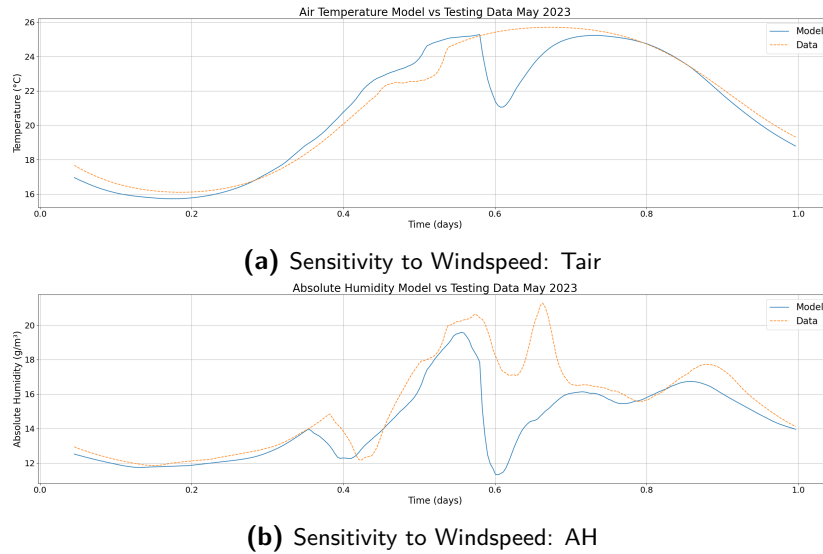 Air Temperature Model vs Testing Data May 2023
Model
Data
26
24
22
20
18
16
Temperature (°C)
0.0 0.2 0.4 0.6 0.8 1.0
Time (days)
(a) Sensitivity to Windspeed: Tair
Absolute Humidity Model vs Testing Data May 2023
Model
Data
20
18
16
14
12
Absolute Humidity (g/m³)
0.0 0.2 0.4 0.6 0.8 1.0
Time (days)
(b) Sensitivity to Windspeed: AH